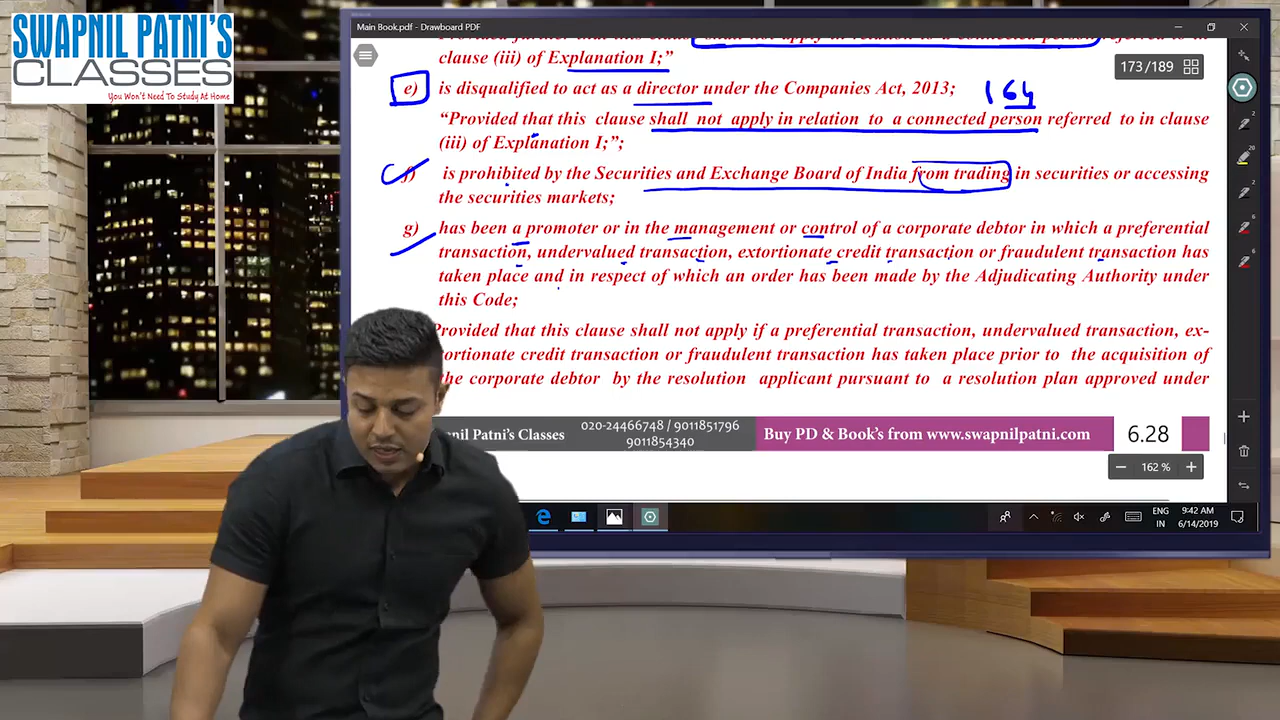 SWAPNIL PATNI'S
CLASSES
You Won't Need To Study At Home
Main Book.pdf - Drawboard PDF
173/189
clause (iii) of Explanation I;”
e) is disqualified to act as a director under the Companies Act, 2013; 164
“Provided that this clause shall not apply in relation to a connected person referred to in clause
(iii) of Explanation I;”;
f) is prohibited by the Securities and Exchange Board of India from trading in securities or accessing
the securities markets;
g) has been a promoter or in the management or control of a corporate debtor in which a preferential
transaction, undervalued transaction, extortionate credit transaction or fraudulent transaction has
taken place and in respect of which an order has been made by the Adjudicating Authority under
this Code;
Provided that this clause shall not apply if a preferential transaction, undervalued transaction, ex-
tortionate credit transaction or fraudulent transaction has taken place prior to the acquisition of
the corporate debtor by the resolution applicant pursuant to a resolution plan approved under
Patni's Classes
020-24466748 / 9011851796
9011854340
Buy PD & Book's from www.swapnilpatni.com
6.28
162 %
ENG
IN
9:42 AM
6/14/2019